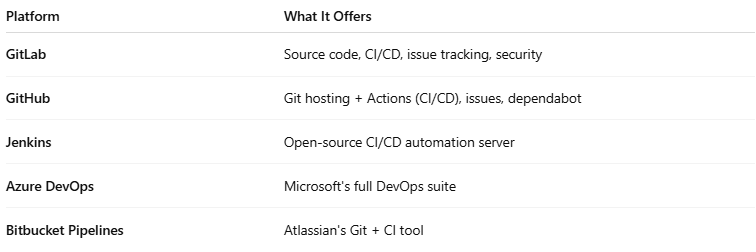 Platform What It Offers
GitLab Source code, CI/CD, issue tracking, security
GitHub Git hosting + Actions (CI/CD), issues, dependabot
Jenkins Open-source CI/CD automation server
Azure DevOps Microsoft's full DevOps suite
Bitbucket Pipelines Atlassian's Git + CI tool